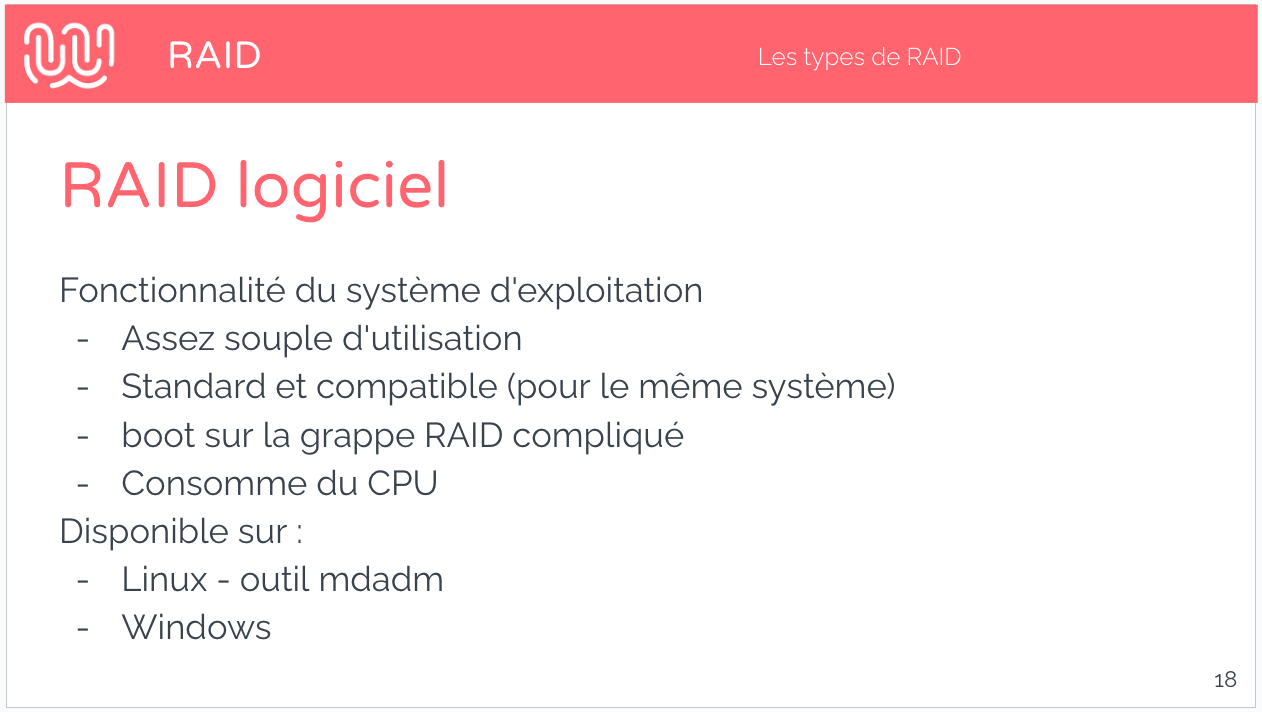 RAID
Les types de RAID
RAID logiciel
Fonctionnalité du système d'exploitation
- Assez souple d'utilisation
- Standard et compatible (pour le même système)
- boot sur la grappe RAID compliqué
- Consomme du CPU
Disponible sur :
- Linux - outil mdadm
- Windows
18